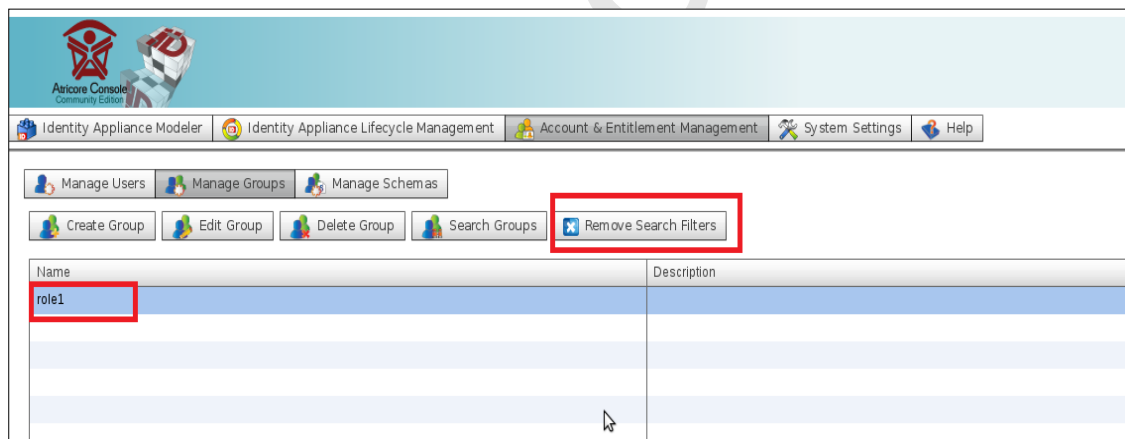 Atricore Console
Community Edition
Identity Appliance Modeler Identity Appliance Lifecycle Management Account & Entitlement Management System Settings Help
Manage Users Manage Groups Manage Schemas
Create Group Edit Group Delete Group Search Groups Remove Search Filters
Name Description
role1